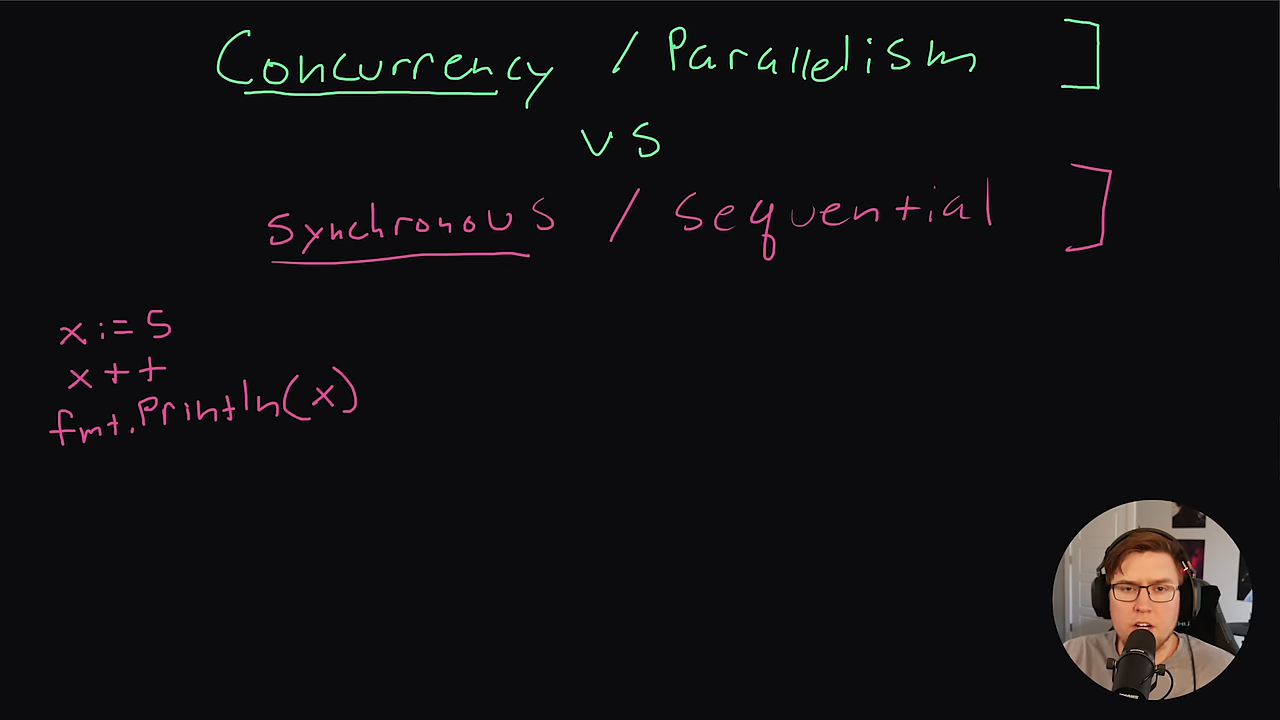 Concurrency / Parallelism ]
vs
synchronous / sequential ]
x := 5
x++
fmt.Println(x)